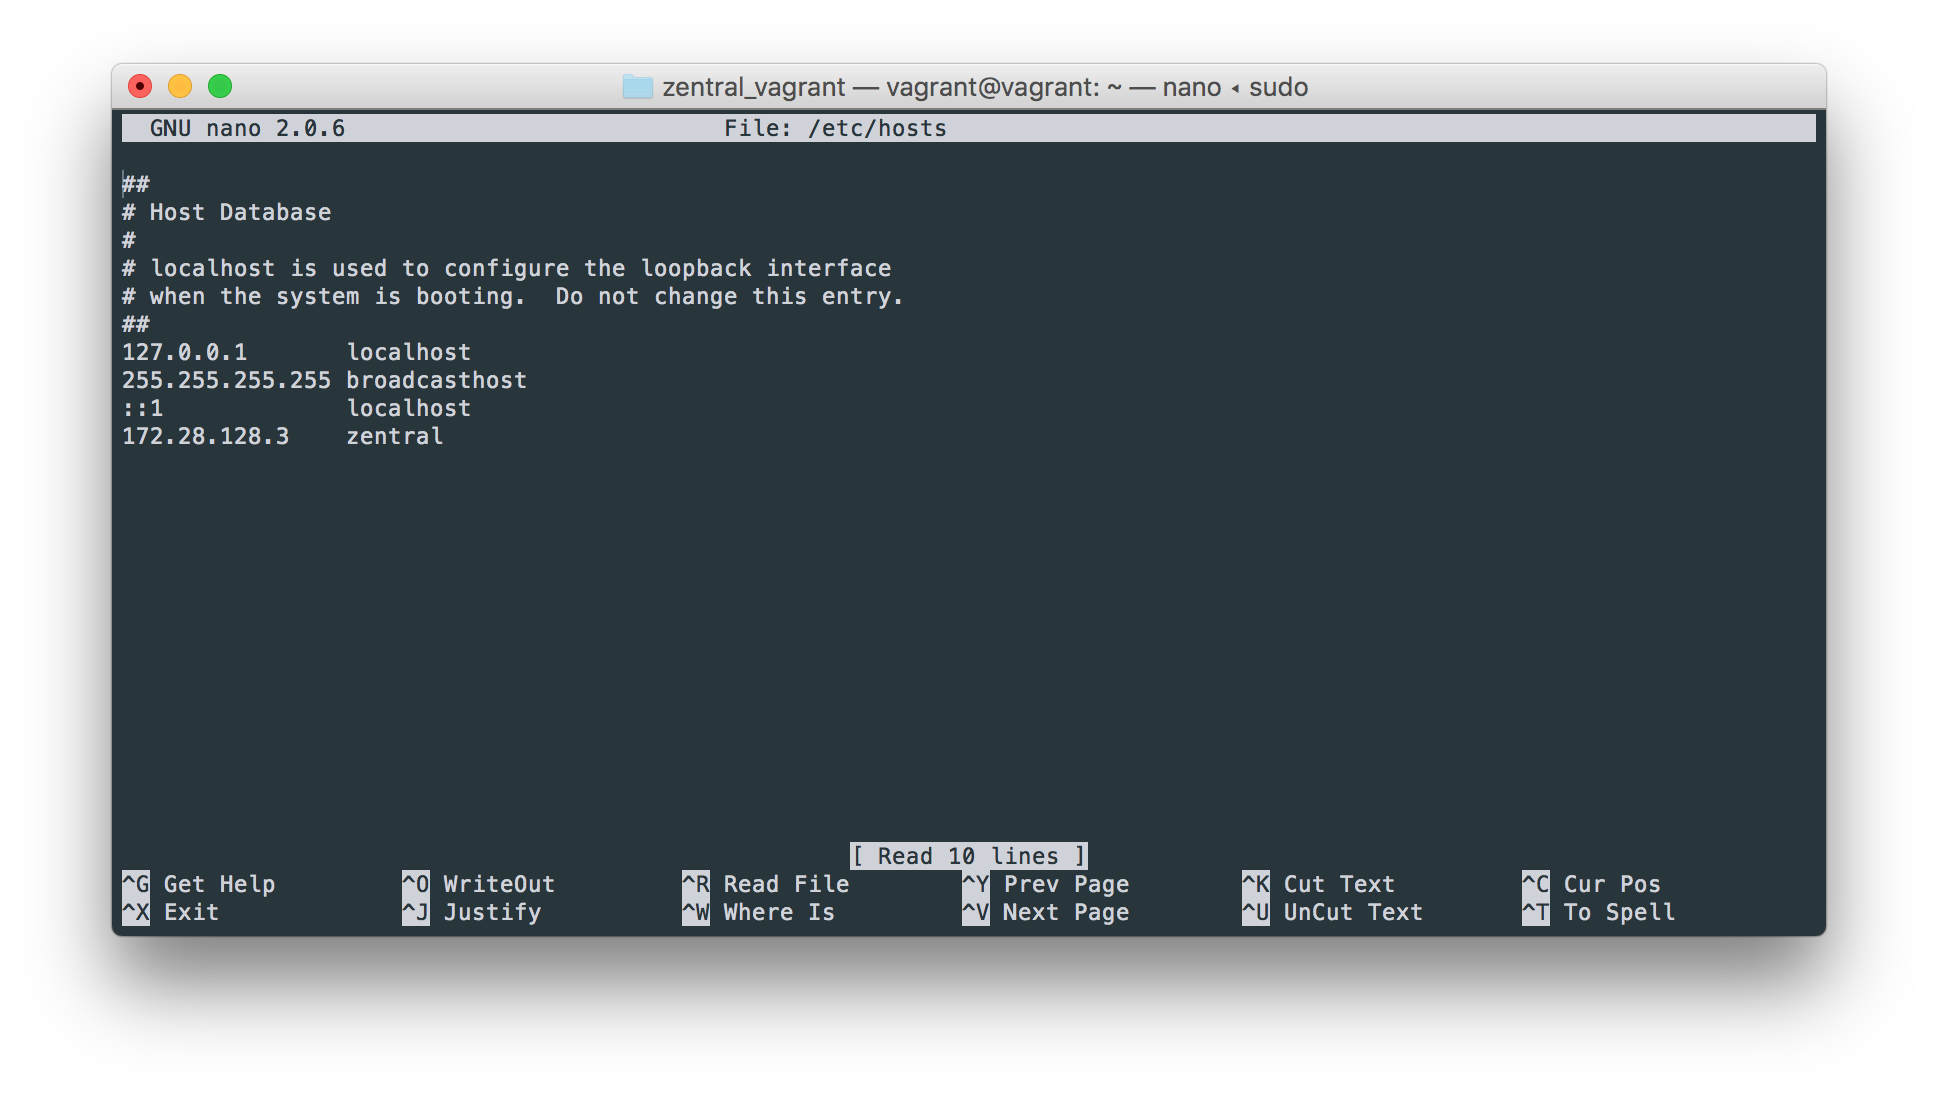 zentral_vagrant — vagrant@vagrant: ~ — nano ◂ sudo
GNU nano 2.0.6 File: /etc/hosts
##
# Host Database
#
# localhost is used to configure the loopback interface
# when the system is booting.  Do not change this entry.
##
127.0.0.1       localhost
255.255.255.255 broadcasthost
::1             localhost
172.28.128.3    zentral
[ Read 10 lines ]
^G Get Help ^O WriteOut ^R Read File ^Y Prev Page ^K Cut Text ^C Cur Pos
^X Exit ^J Justify ^W Where Is ^V Next Page ^U UnCut Text ^T To Spell